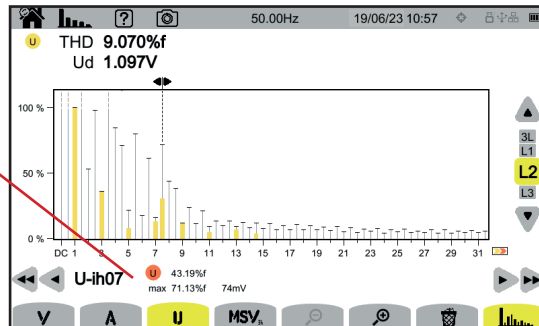 ? 50.00Hz 19/06/23 10:57
U THD 9.070%f
Ud 1.097V
100 %
3L
L1
50 %
L2
L3
0 %
DC 1 3 5 7 9 11 13 15 17 19 21 23 25 27 29 31
U-ih07 U 43.19%f
max 71.13%f 74mV
V A U MSV